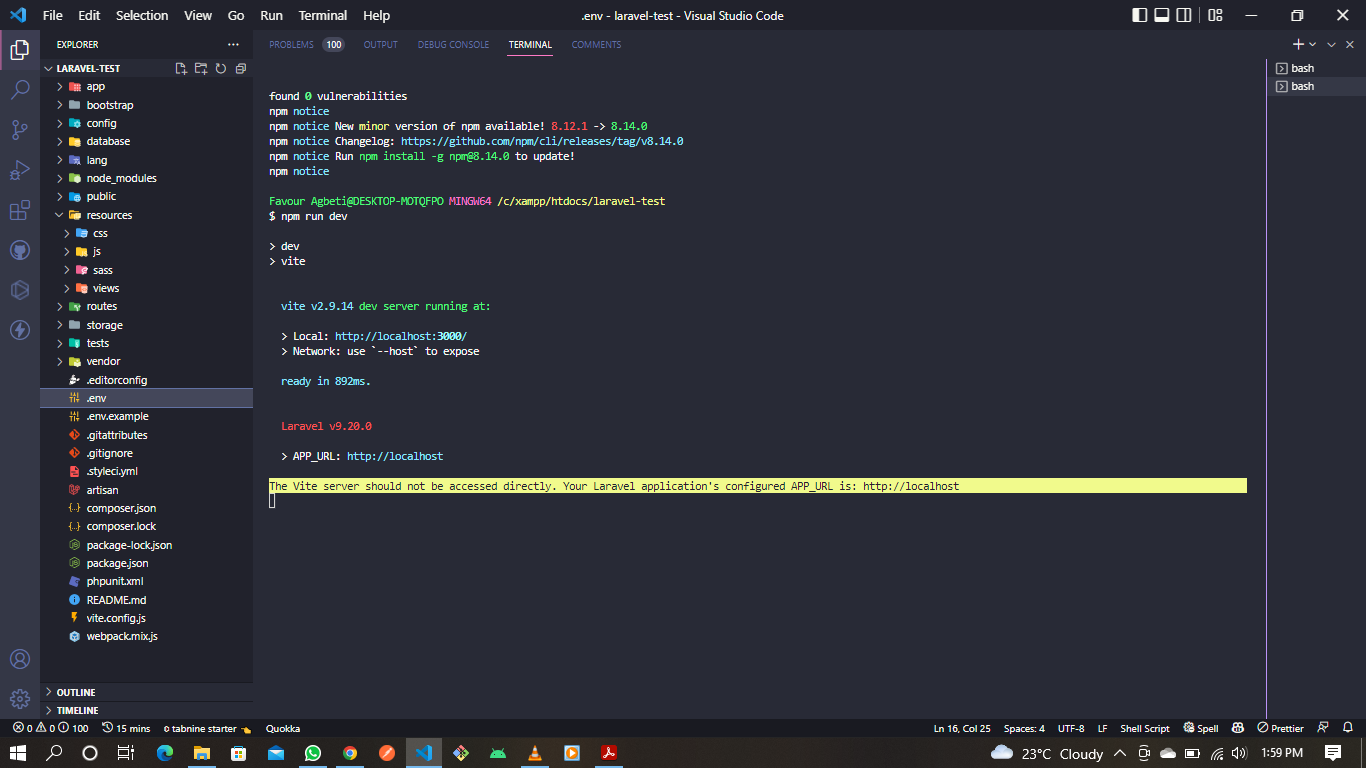 File Edit Selection View Go Run Terminal Help
.env - laravel-test - Visual Studio Code
EXPLORER
LARAVEL-TEST
app
bootstrap
config
database
lang
node_modules
public
resources
css
js
sass
views
routes
storage
tests
vendor
.editorconfig
.env
.env.example
.gitattributes
.gitignore
.styleci.yml
artisan
composer.json
composer.lock
package-lock.json
package.json
phpunit.xml
README.md
vite.config.js
webpack.mix.js
OUTLINE
TIMELINE
PROBLEMS 100 OUTPUT DEBUG CONSOLE TERMINAL COMMENTS
found 0 vulnerabilities
npm notice
npm notice New minor version of npm available! 8.12.1 -> 8.14.0
npm notice Changelog: https://github.com/npm/cli/releases/tag/v8.14.0
npm notice Run npm install -g npm@8.14.0 to update!
npm notice
Favour Agbeti@DESKTOP-MOTQFPO MINGW64 /c/xampp/htdocs/laravel-test
$ npm run dev
> dev
> vite
vite v2.9.14 dev server running at:
> Local: http://localhost:3000/
> Network: use `--host` to expose
ready in 892ms.
Laravel v9.20.0
> APP_URL: http://localhost
The Vite server should not be accessed directly. Your Laravel application's configured APP_URL is: http://localhost
bash
bash
0 0 100 15 mins tabnine starter Quokka
Ln 16, Col 25 Spaces: 4 UTF-8 LF Shell Script Spell Prettier
23°C Cloudy 1:59 PM